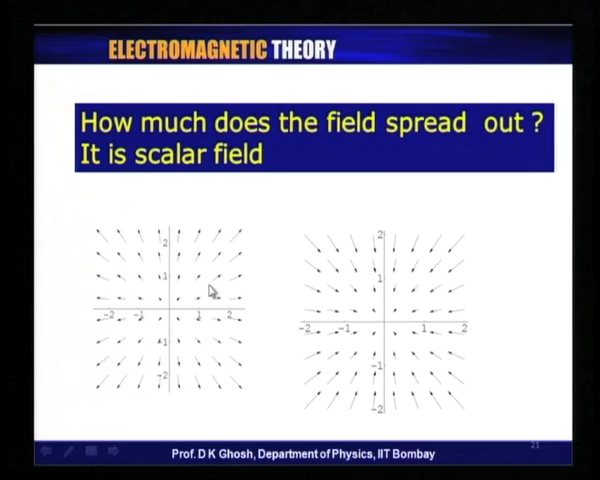 ELECTROMAGNETIC THEORY
How much does the field spread out ?
It is scalar field
2
1
-2 -1 1 2
-1
-2
2
1
-2 -1 1 2
-1
-2
Prof. D K Ghosh, Department of Physics, IIT Bombay
21